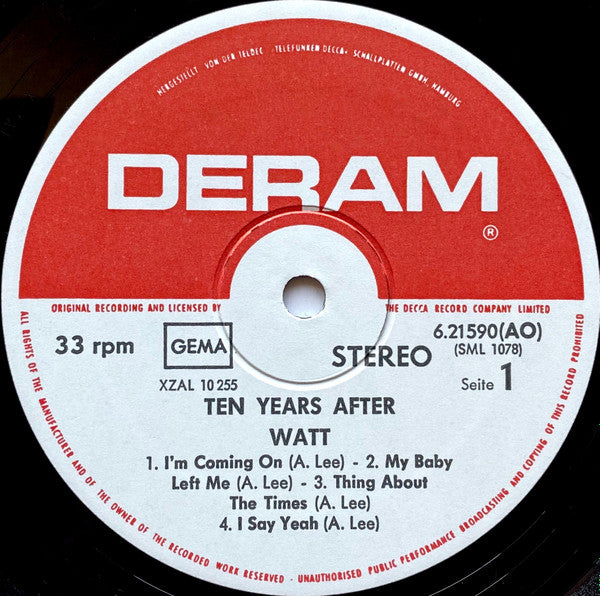 HERGESTELLT VON DER TELDEC »TELEFUNKEN DECCA« SCHALLPLATTEN GMBH, HAMBURG
DERAM
®
ORIGINAL RECORDING AND LICENSED BY THE DECCA RECORD COMPANY LIMITED
33 rpm
GEMA
STEREO
6.21590(AO)
(SML 1078)
XZAL 10 255
Seite 1
TEN YEARS AFTER
WATT
1. I'm Coming On (A. Lee) - 2. My Baby
Left Me (A. Lee) - 3. Thing About
The Times (A. Lee)
4. I Say Yeah (A. Lee)
ALL RIGHTS OF THE MANUFACTURER AND OF THE OWNER OF THE RECORDED WORK RESERVED - UNAUTHORISED PUBLIC PERFORMANCE BROADCASTING AND COPYING OF THIS RECORD PROHIBITED